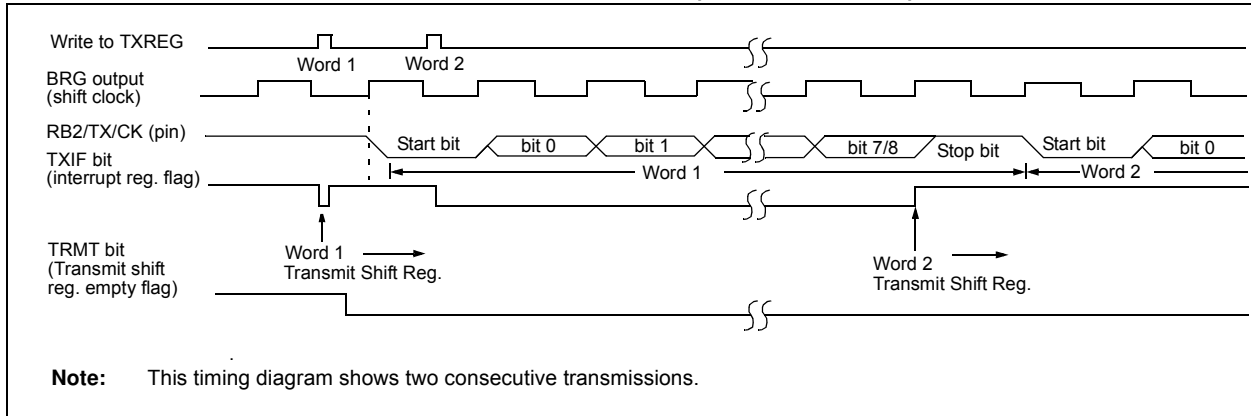 Write to TXREG
Word 1
Word 2
BRG output
(shift clock)
RB2/TX/CK (pin)
Start bit
bit 0
bit 1
bit 7/8
Stop bit
Start bit
bit 0
TXIF bit
(interrupt reg. flag)
Word 1
Word 2
TRMT bit
(Transmit shift
reg. empty flag)
Word 1
Transmit Shift Reg.
Word 2
Transmit Shift Reg.
Note: This timing diagram shows two consecutive transmissions.